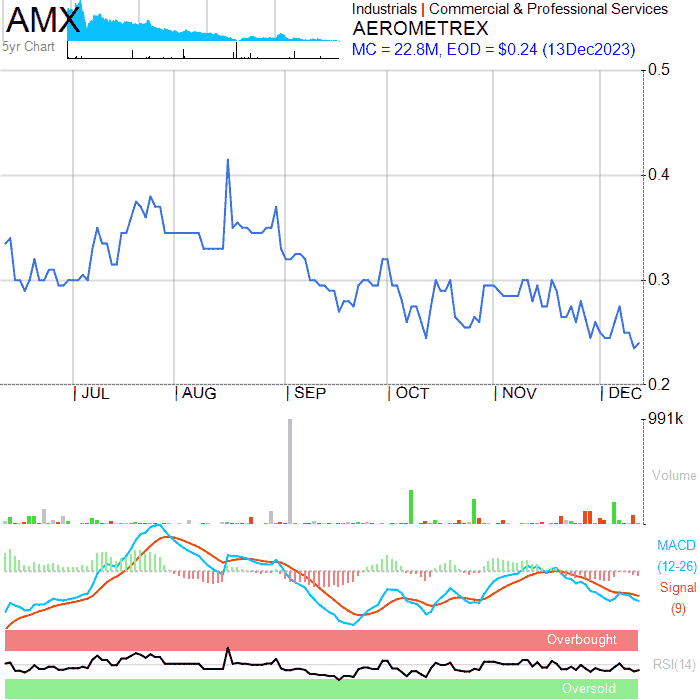 AMX
5yr Chart
Industrials | Commercial & Professional Services
AEROMETREX
MC = 22.8M, EOD = $0.24 (13Dec2023)
0.5
0.4
0.3
0.2
| JUL | AUG | SEP | OCT | NOV | DEC
991k
Volume
MACD
(12-26)
Signal
(9)
Overbought
RSI(14)
Oversold